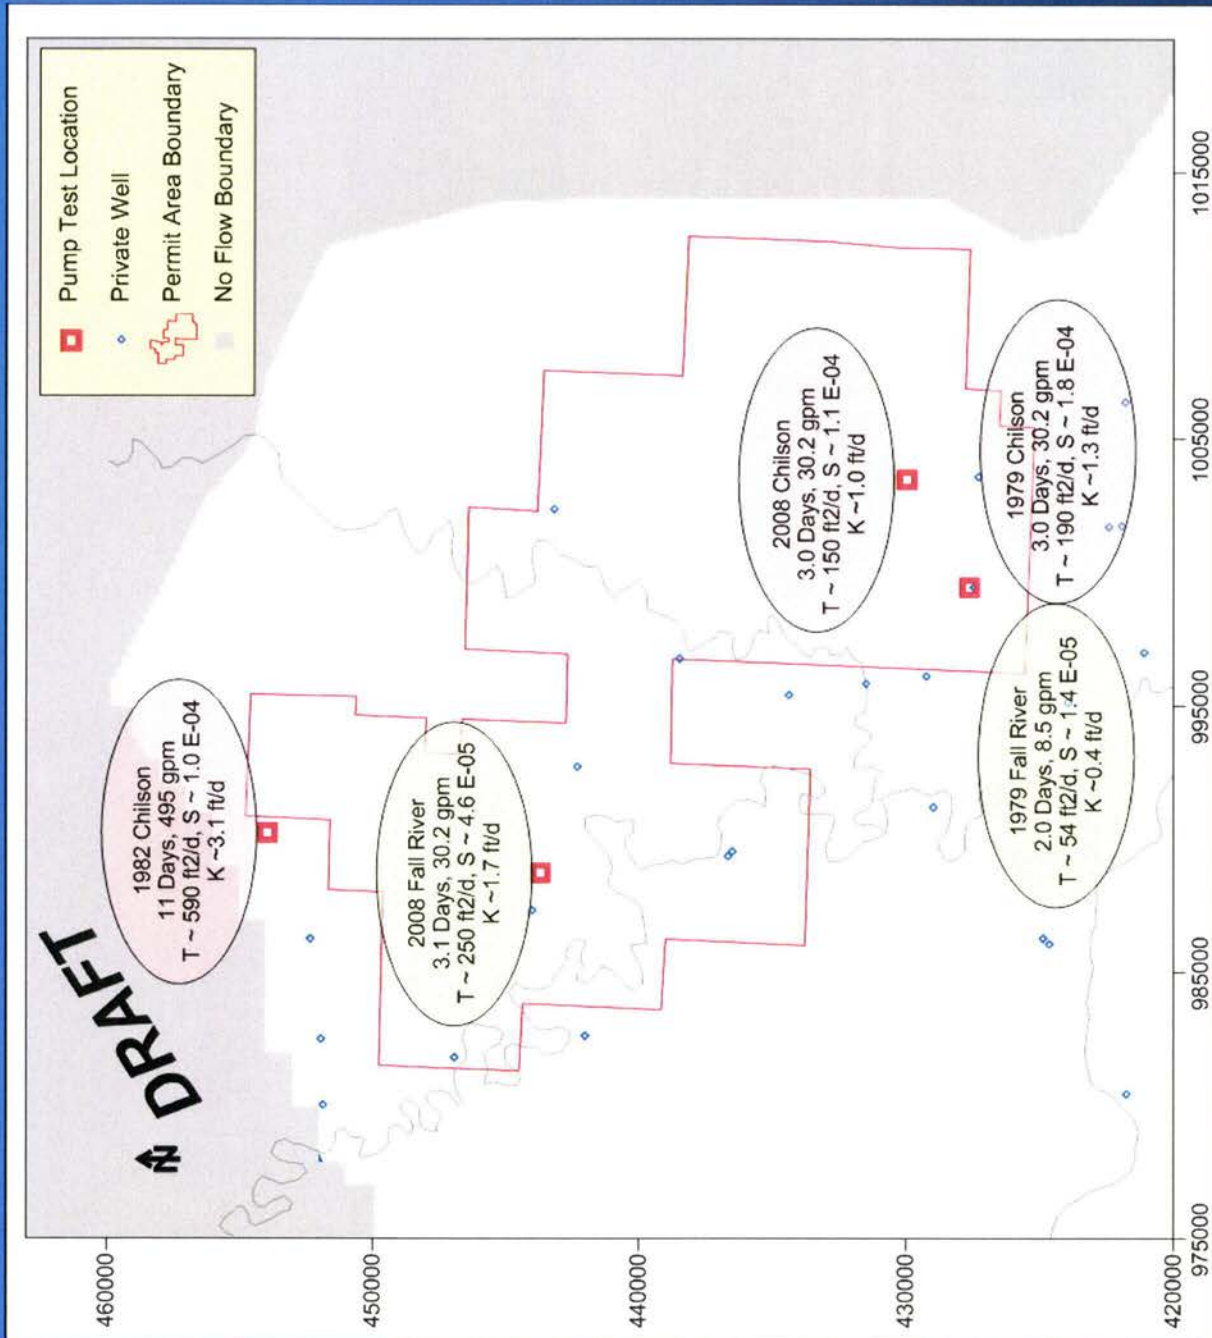 DRAFT
N
Pump Test Location
Private Well
Permit Area Boundary
No Flow Boundary
1982 Chilson
11 Days, 495 gpm
T ~ 590 ft2/d, S ~ 1.0 E-04
K ~3.1 ft/d
2008 Fall River
3.1 Days, 30.2 gpm
T ~ 250 ft2/d, S ~ 4.6 E-05
K ~1.7 ft/d
2008 Chilson
3.0 Days, 30.2 gpm
T ~ 150 ft2/d, S ~ 1.1 E-04
K ~1.0 ft/d
1979 Fall River
2.0 Days, 8.5 gpm
T ~ 54 ft2/d, S ~ 1.4 E-05
K ~0.4 ft/d
1979 Chilson
3.0 Days, 30.2 gpm
T ~ 190 ft2/d, S ~ 1.8 E-04
K ~1.3 ft/d
460000
450000
440000
430000
420000
975000
985000
995000
1005000
1015000